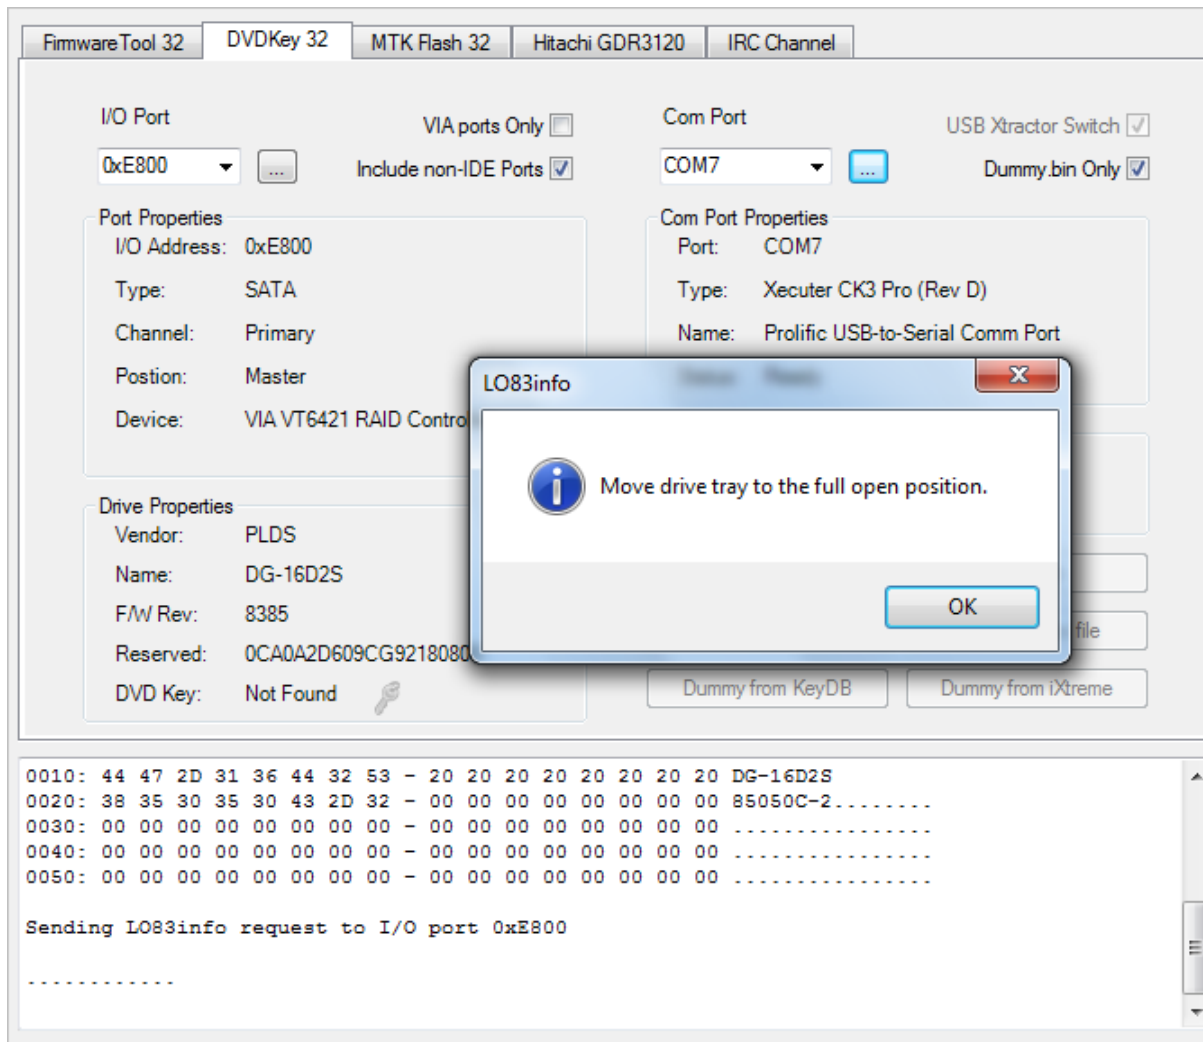 FirmwareTool 32 DVDKey 32 MTK Flash 32 Hitachi GDR3120 IRC Channel
I/O Port VIA ports Only Com Port USB Xtractor Switch
0xE800 ... Include non-IDE Ports COM7 ... Dummy.bin Only
Port Properties Com Port Properties
I/O Address: 0xE800 Port: COM7
Type: SATA Type: Xecuter CK3 Pro (Rev D)
Channel: Primary Name: Prolific USB-to-Serial Comm Port
Postion: Master
LO83info
Device: VIA VT6421 RAID Contro
Move drive tray to the full open position.
OK
Drive Properties
Vendor: PLDS
Name: DG-16D2S
F/W Rev: 8385
file
Reserved: 0CA0A2D609CG9218080
DVD Key: Not Found Dummy from KeyDB Dummy from iXtreme
0010: 44 47 2D 31 36 44 32 53 - 20 20 20 20 20 20 20 20 DG-16D2S
0020: 38 35 30 35 30 43 2D 32 - 00 00 00 00 00 00 00 00 85050C-2........
0030: 00 00 00 00 00 00 00 00 - 00 00 00 00 00 00 00 00 ................
0040: 00 00 00 00 00 00 00 00 - 00 00 00 00 00 00 00 00 ................
0050: 00 00 00 00 00 00 00 00 - 00 00 00 00 00 00 00 00 ................
Sending LO83info request to I/O port 0xE800
............